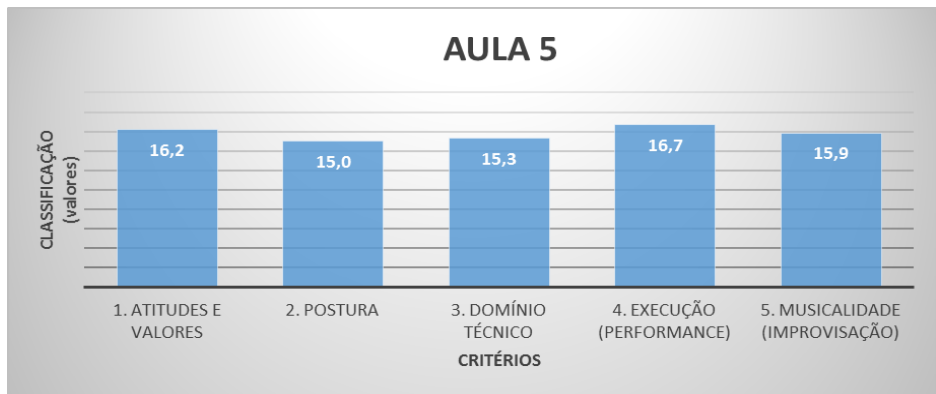 AULA 5
CLASSIFICAÇÃO
(valores)
16,2
15,0
15,3
16,7
15,9
1. ATITUDES E
VALORES
2. POSTURA
3. DOMÍNIO
TÉCNICO
4. EXECUÇÃO
(PERFORMANCE)
5. MUSICALIDADE
(IMPROVISAÇÃO)
CRITÉRIOS